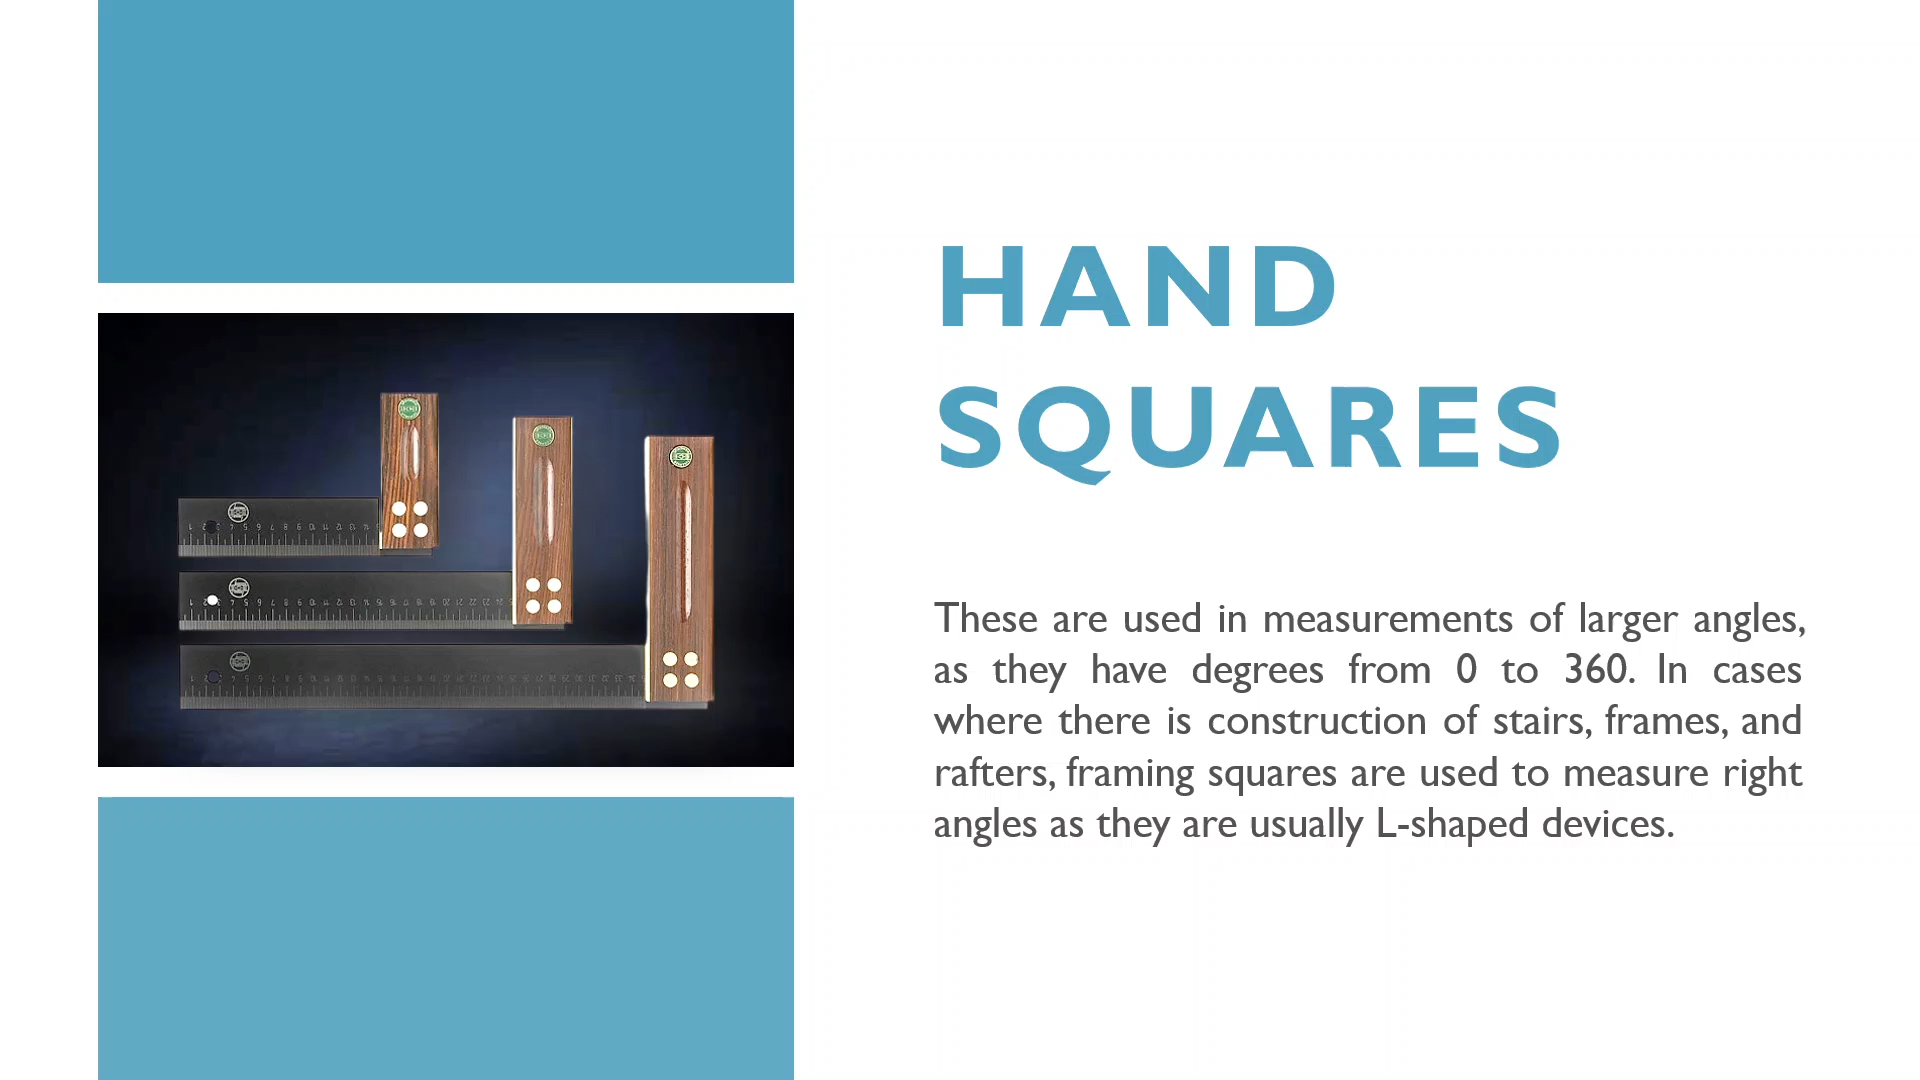 HAND
SQUARES
These are used in measurements of larger angles,
as they have degrees from 0 to 360. In cases
where there is construction of stairs, frames, and
rafters, framing squares are used to measure right
angles as they are usually L-shaped devices.